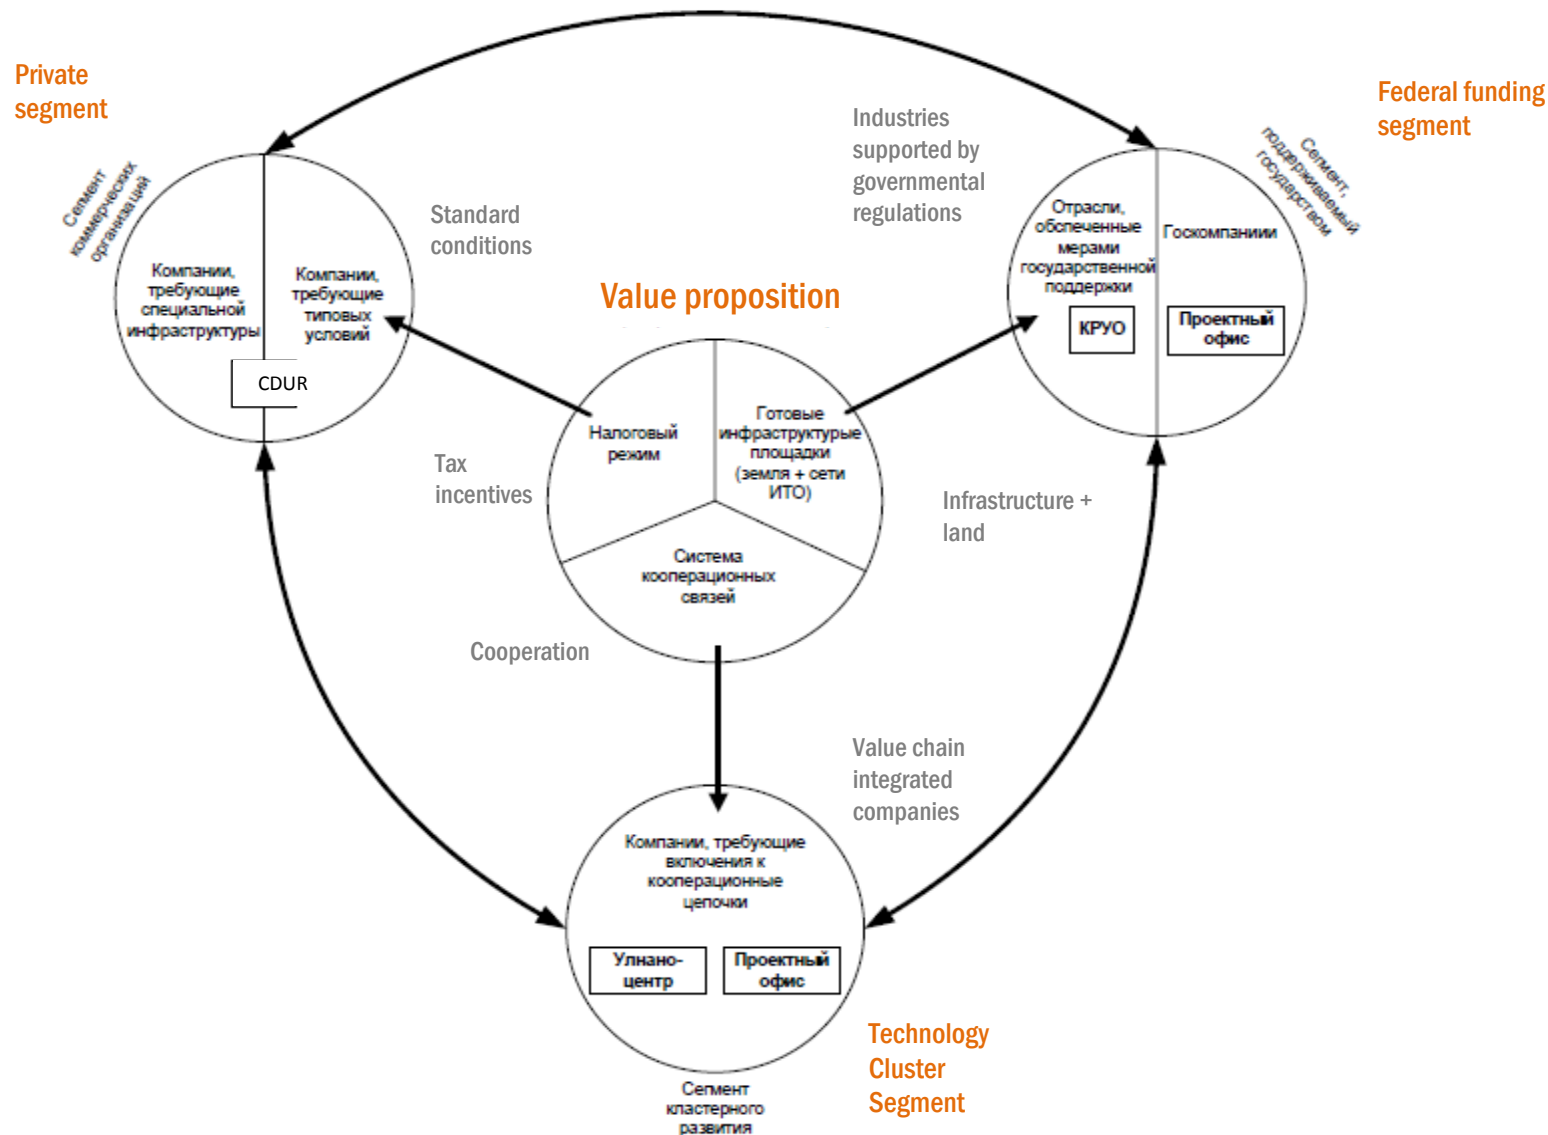 Private
segment
Federal funding
segment
Industries
supported by
governmental
regulations
Сегмент
коммерческих
организаций
Сегмент,
поддерживаемый
государством
Standard
conditions
Отрасли,
обспеченные
мерами
государственной
поддержки
Госкомпаниии
КРУО
Проектный
офис
Компании,
требующие
специальной
инфраструктуры
Компании,
требующие
типовых
условий
CDUR
Value proposition
Налоговый
режим
Готовые
инфраструктурые
площадки
(земля + сети
ИТО)
Система
кооперационных
связей
Tax
incentives
Infrastructure +
land
Cooperation
Value chain
integrated
companies
Компании, требующие
включения к
кооперационные
цепочки
Улнано-
центр
Проектный
офис
Technology
Cluster
Segment
Сегмент
кластерного
развития